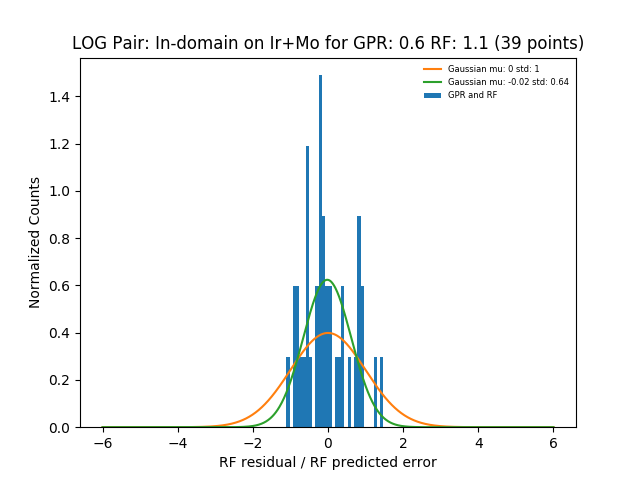 LOG Pair: In-domain on Ir+Mo for GPR: 0.6 RF: 1.1 (39 points)
Gaussian mu: 0 std: 1
Gaussian mu: -0.02 std: 0.64
GPR and RF
Normalized Counts
1.4
1.2
1.0
0.8
0.6
0.4
0.2
0.0
−6 −4 −2 0 2 4 6
RF residual / RF predicted error